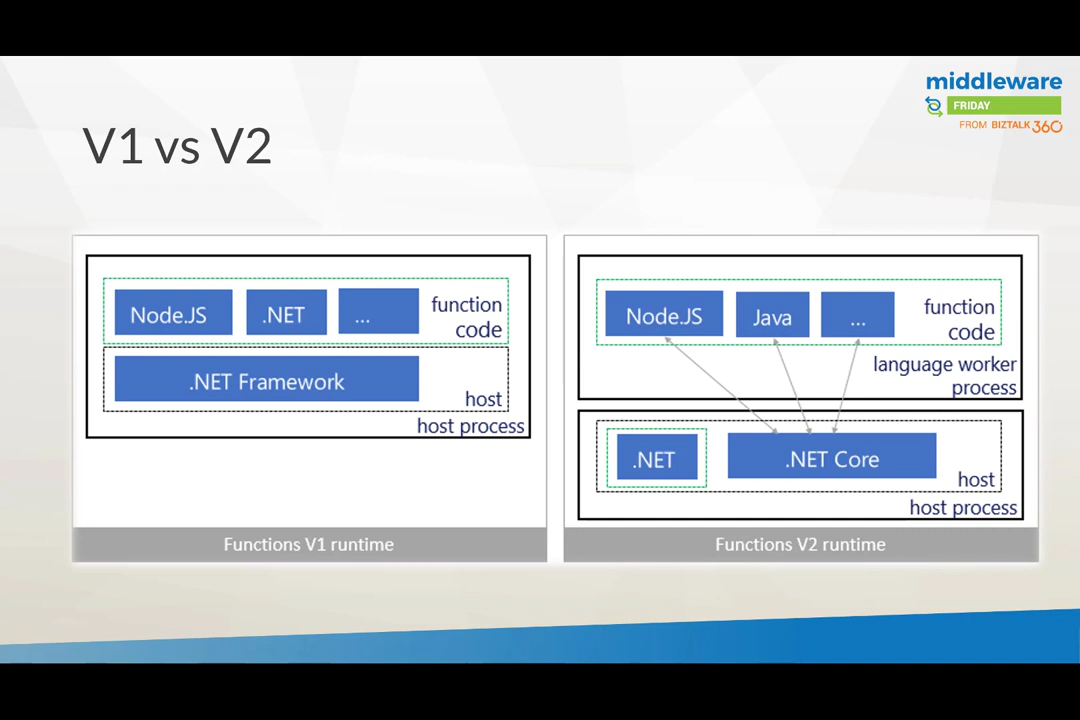 middleware
FRIDAY
FROM BIZTALK360
V1 vs V2
Node.JS
.NET
...
function
code
.NET Framework
host
host process
Functions V1 runtime
Node.JS
Java
...
function
code
language worker
process
.NET
.NET Core
host
host process
Functions V2 runtime